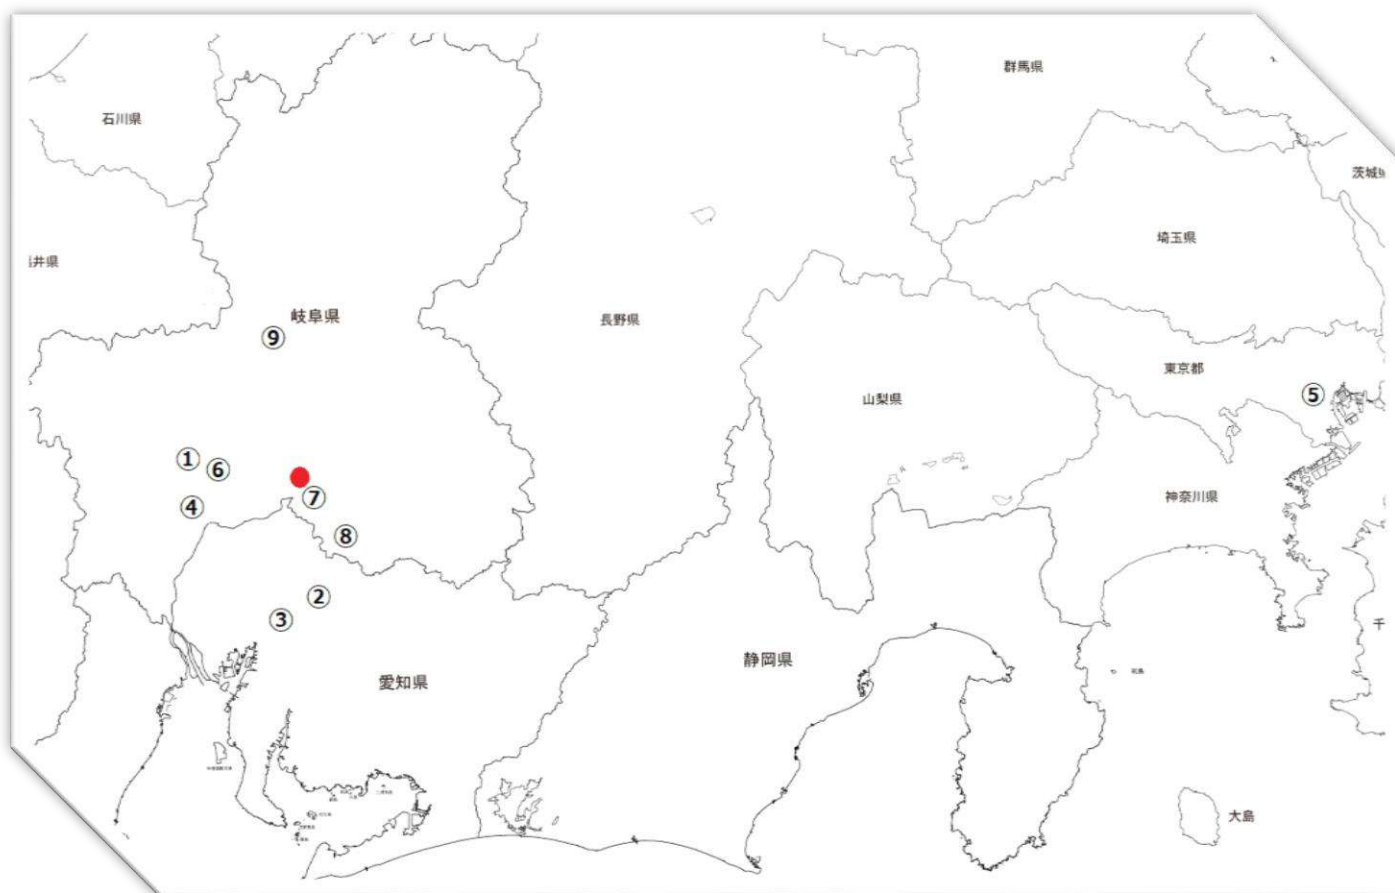 群馬県
石川県
茨城
埼玉県
井県
岐阜県
長野県
⑨
東京都
⑤
山梨県
①
⑥
神奈川県
⑦
④
⑧
②
③
千
静岡県
愛知県
大島